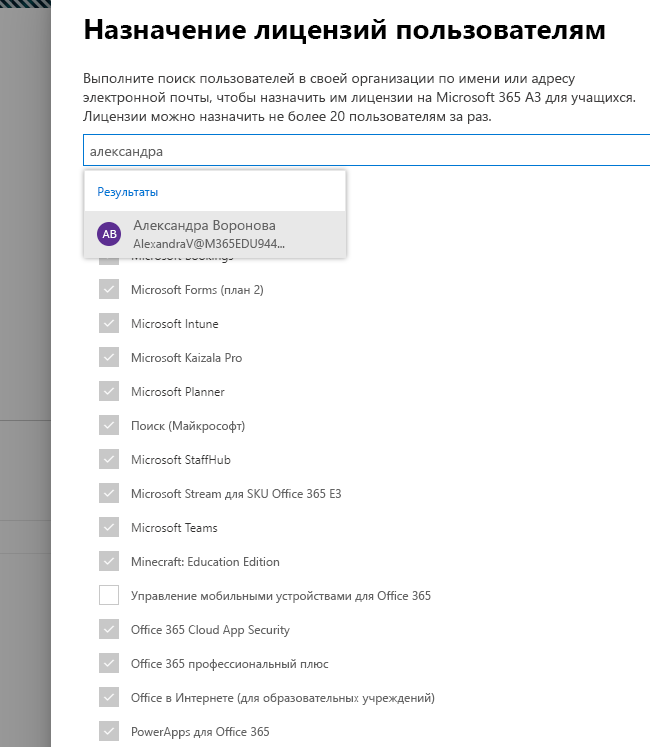 Назначение лицензий пользователям
Выполните поиск пользователей в своей организации по имени или адресу
электронной почты, чтобы назначить им лицензии на Microsoft 365 A3 для учащихся.
Лицензии можно назначить не более 20 пользователям за раз.
александра
Результаты
АВ
Александра Воронова
AlexandraV@M365EDU944...
Microsoft Bookings
Microsoft Forms (план 2)
Microsoft Intune
Microsoft Kaizala Pro
Microsoft Planner
Поиск (Майкрософт)
Microsoft StaffHub
Microsoft Stream для SKU Office 365 E3
Microsoft Teams
Minecraft: Education Edition
Управление мобильными устройствами для Office 365
Office 365 Cloud App Security
Office 365 профессиональный плюс
Office в Интернете (для образовательных учреждений)
PowerApps для Office 365